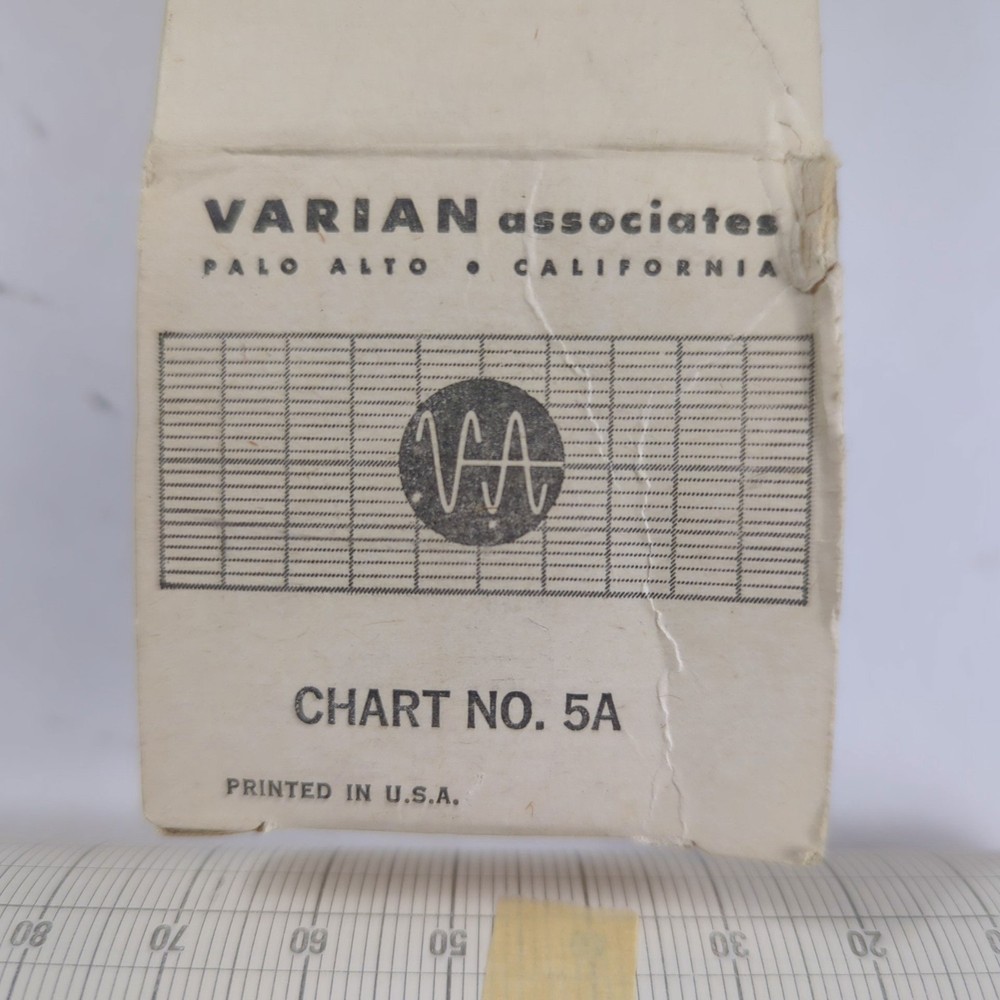 VARIAN associates
PALO ALTO • CALIFORNIA
VA
CHART NO. 5A
PRINTED IN U.S.A.
80 70 60 50 30 20